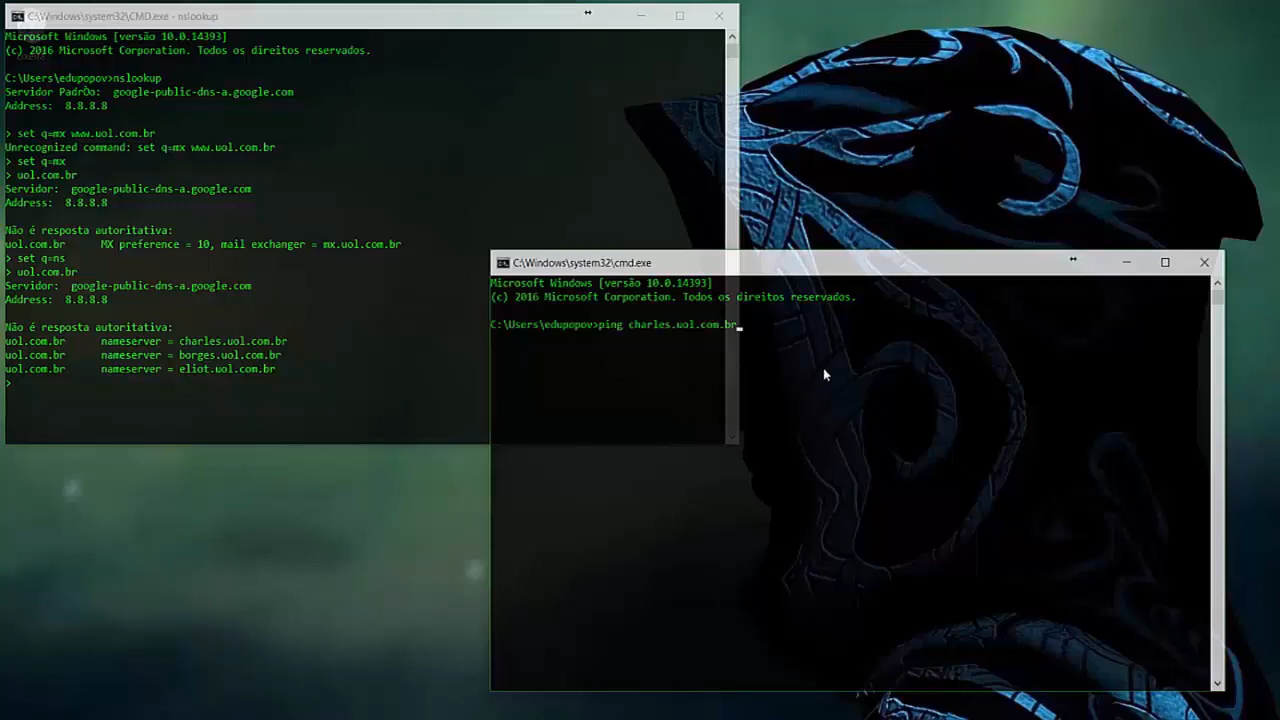 C:\Windows\system32\CMD.exe - nslookup
Microsoft Windows [versão 10.0.14393]
(c) 2016 Microsoft Corporation. Todos os direitos reservados.
C:\Users\edupopov>nslookup
Servidor PadrÒo:  google-public-dns-a.google.com
Address:  8.8.8.8
> set q=mx www.uol.com.br
Unrecognized command: set q=mx www.uol.com.br
> set q=mx
> uol.com.br
Servidor:  google-public-dns-a.google.com
Address:  8.8.8.8
Não é resposta autoritativa:
uol.com.br      MX preference = 10, mail exchanger = mx.uol.com.br
> set q=ns
> uol.com.br
Servidor:  google-public-dns-a.google.com
Address:  8.8.8.8
Não é resposta autoritativa:
uol.com.br      nameserver = charles.uol.com.br
uol.com.br      nameserver = borges.uol.com.br
uol.com.br      nameserver = eliot.uol.com.br
>
C:\Windows\system32\cmd.exe
Microsoft Windows [versão 10.0.14393]
(c) 2016 Microsoft Corporation. Todos os direitos reservados.
C:\Users\edupopov>ping charles.uol.com.br